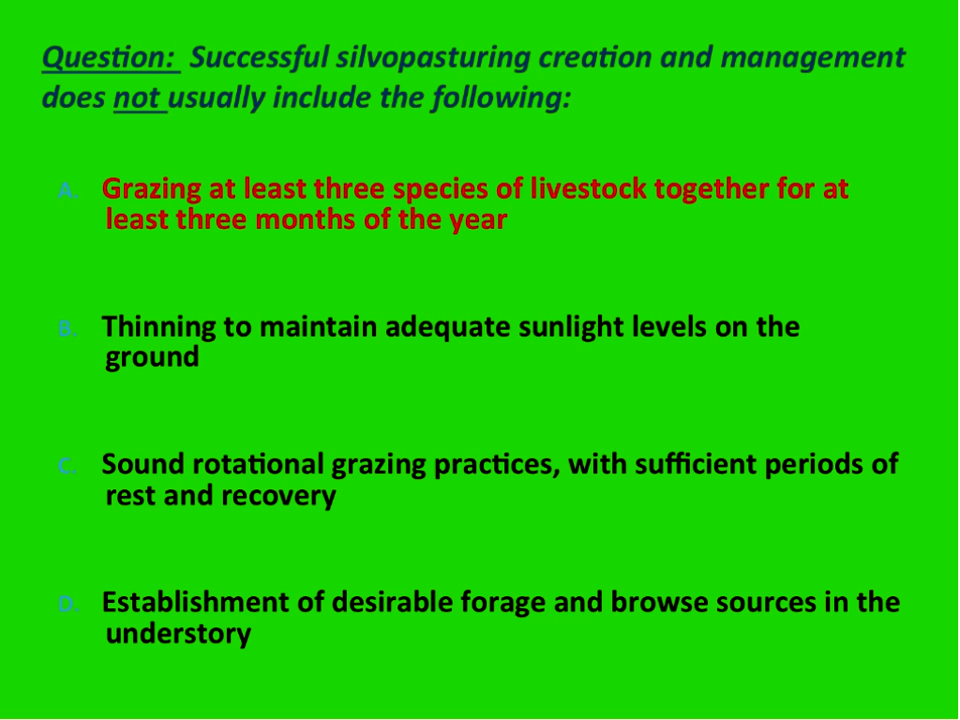 Question: Successful silvopasturing creation and management
does not usually include the following:
A. Grazing at least three species of livestock together for at
least three months of the year
B. Thinning to maintain adequate sunlight levels on the
ground
C. Sound rotational grazing practices, with sufficient periods of
rest and recovery
D. Establishment of desirable forage and browse sources in the
understory